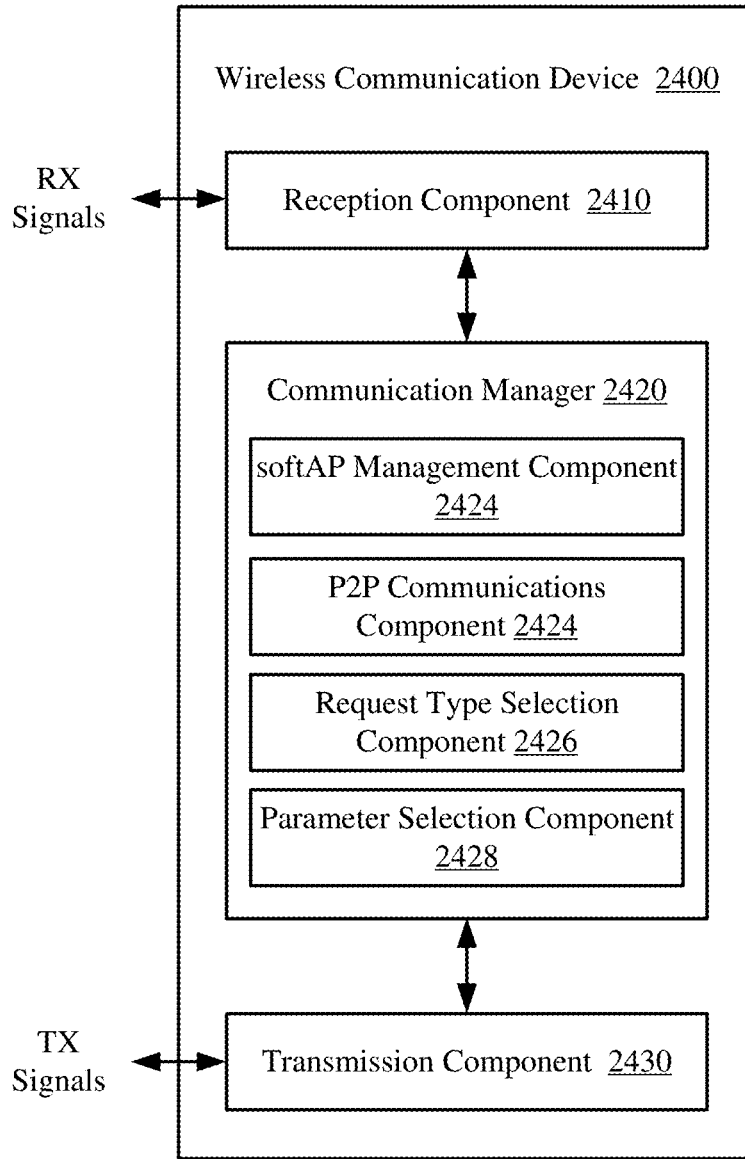 Wireless Communication Device 2400
RX
Signals
Reception Component 2410
Communication Manager 2420
softAP Management Component
2424
P2P Communications
Component 2424
Request Type Selection
Component 2426
Parameter Selection Component
2428
TX
Signals
Transmission Component 2430